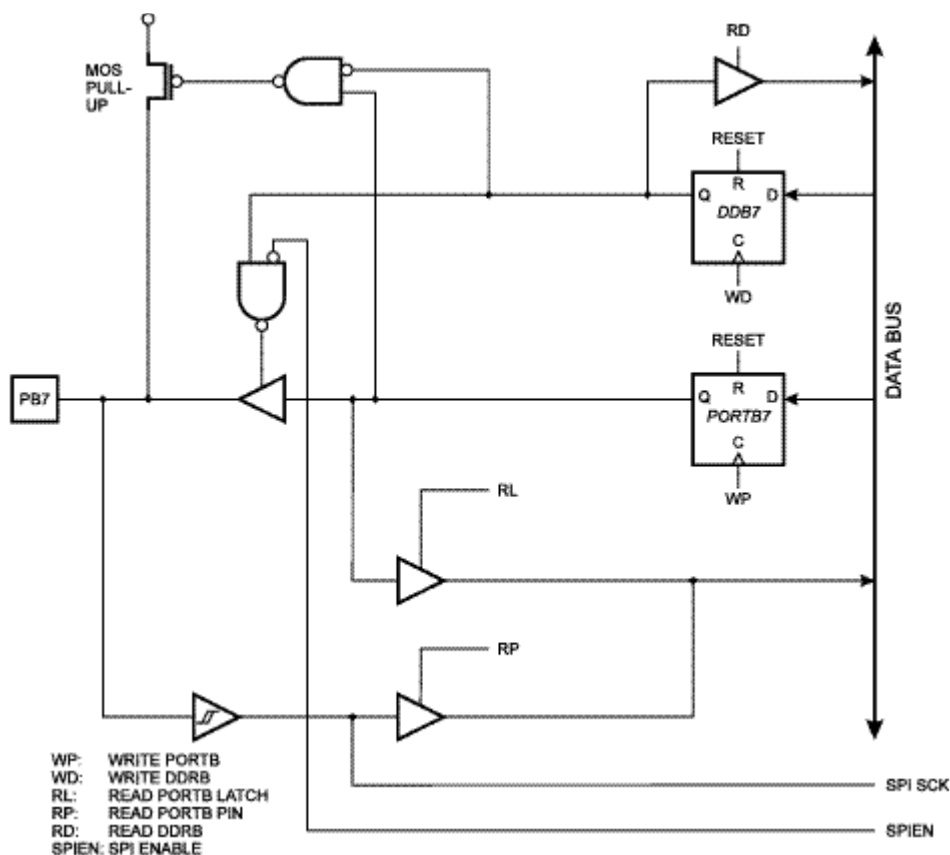 RD
MOS
PULL-
UP
RESET
R
Q
D
DDB7
C
WD
DATA BUS
RESET
R
PB7
Q
D
PORTB7
C
WP
RL
RP
WP: WRITE PORTB
WD: WRITE DDRB
RL: READ PORTB LATCH
RP: READ PORTB PIN
RD: READ DDRB
SPIEN: SPI ENABLE
SPI SCK
SPIEN